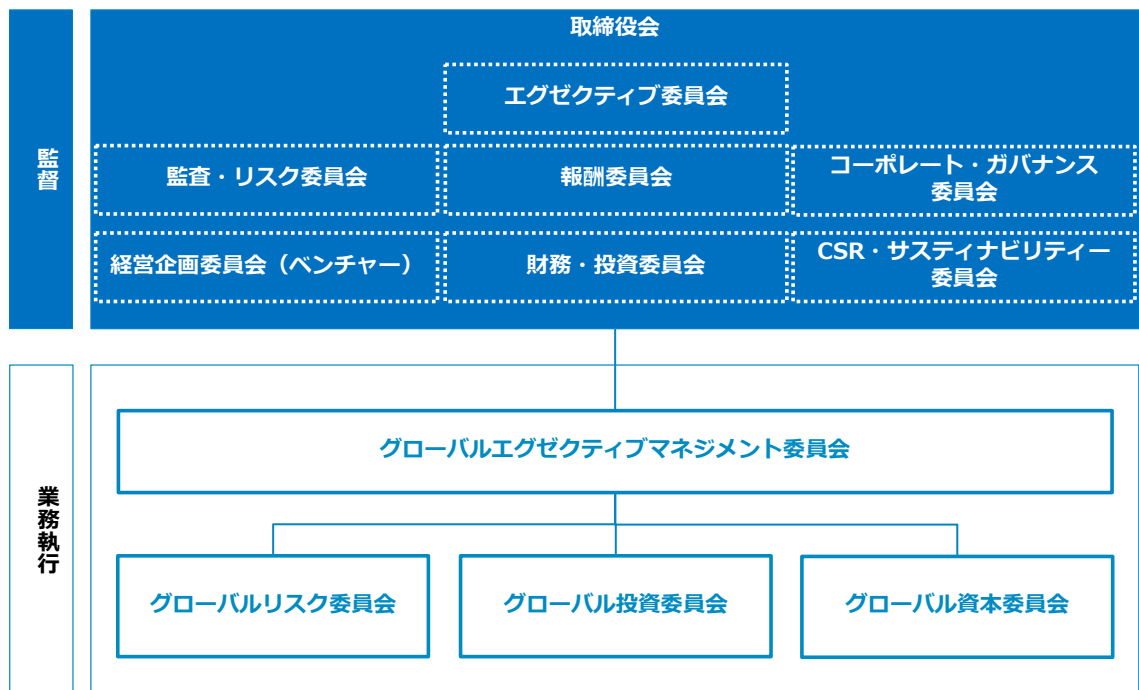 取締役会
エグゼクティブ委員会
監督
監査・リスク委員会
報酬委員会
コーポレート・ガバナンス
委員会
経営企画委員会（ベンチャー）
財務・投資委員会
CSR・サスティナビリティー
委員会
グローバルエグゼクティブマネジメント委員会
業務執行
グローバルリスク委員会
グローバル投資委員会
グローバル資本委員会